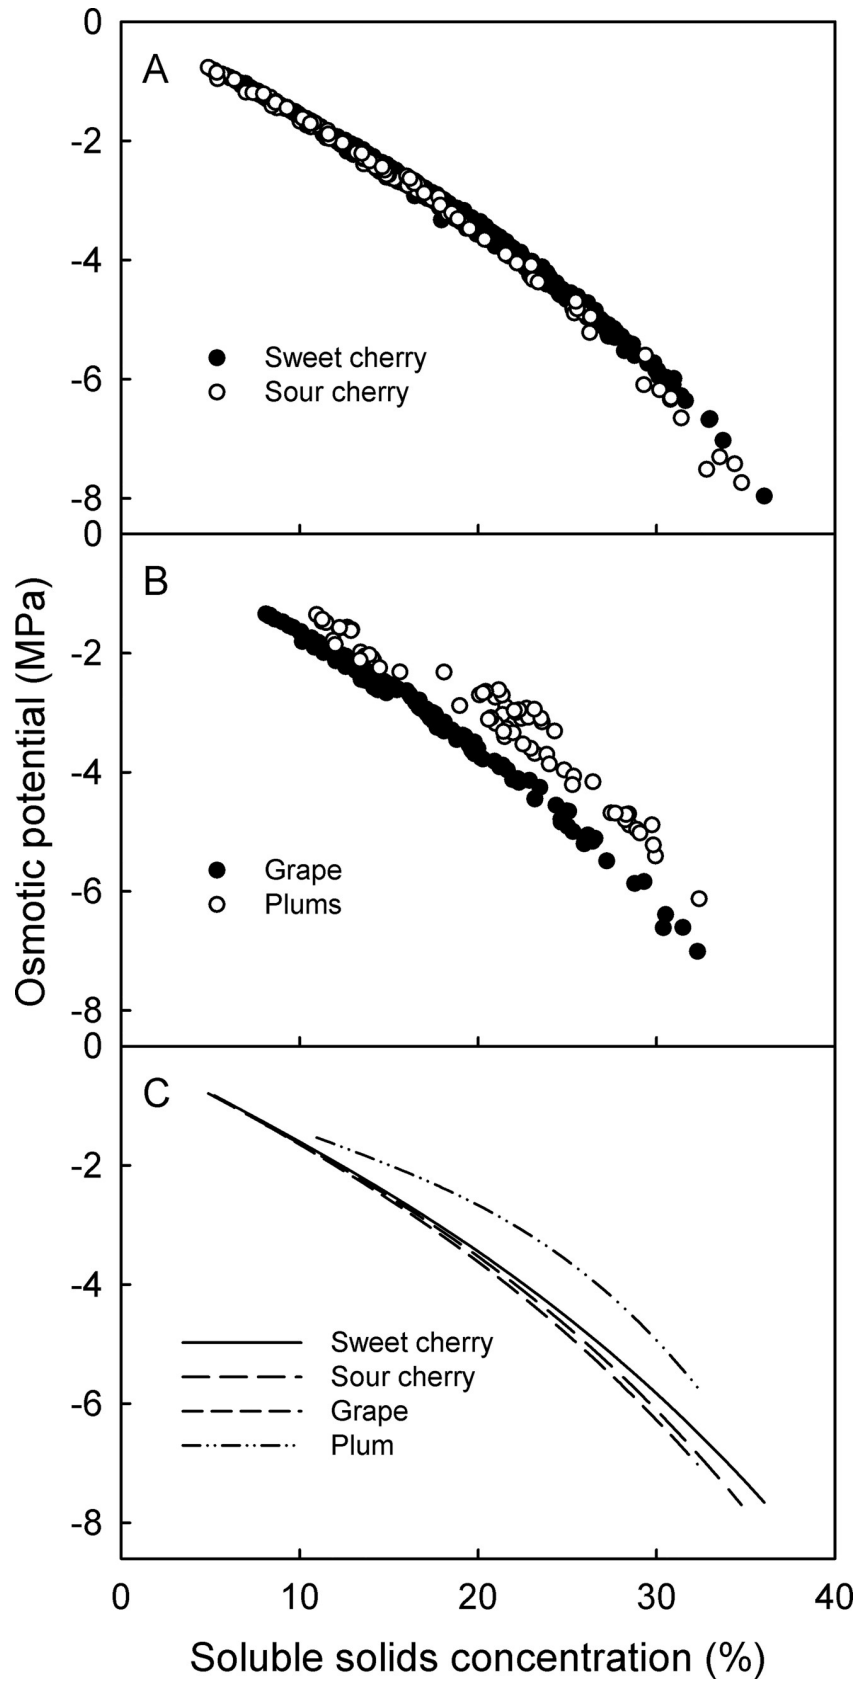 0
A
-2
-4
Sweet cherry
-6
Sour cherry
-8
0
B
-2
-4
Grape
-6
Plums
-8
0
C
-2
-4
Sweet cherry
Sour cherry
-6
Grape
Plum
-8
0 10 20 30 40
Soluble solids concentration (%)
Osmotic potential (MPa)